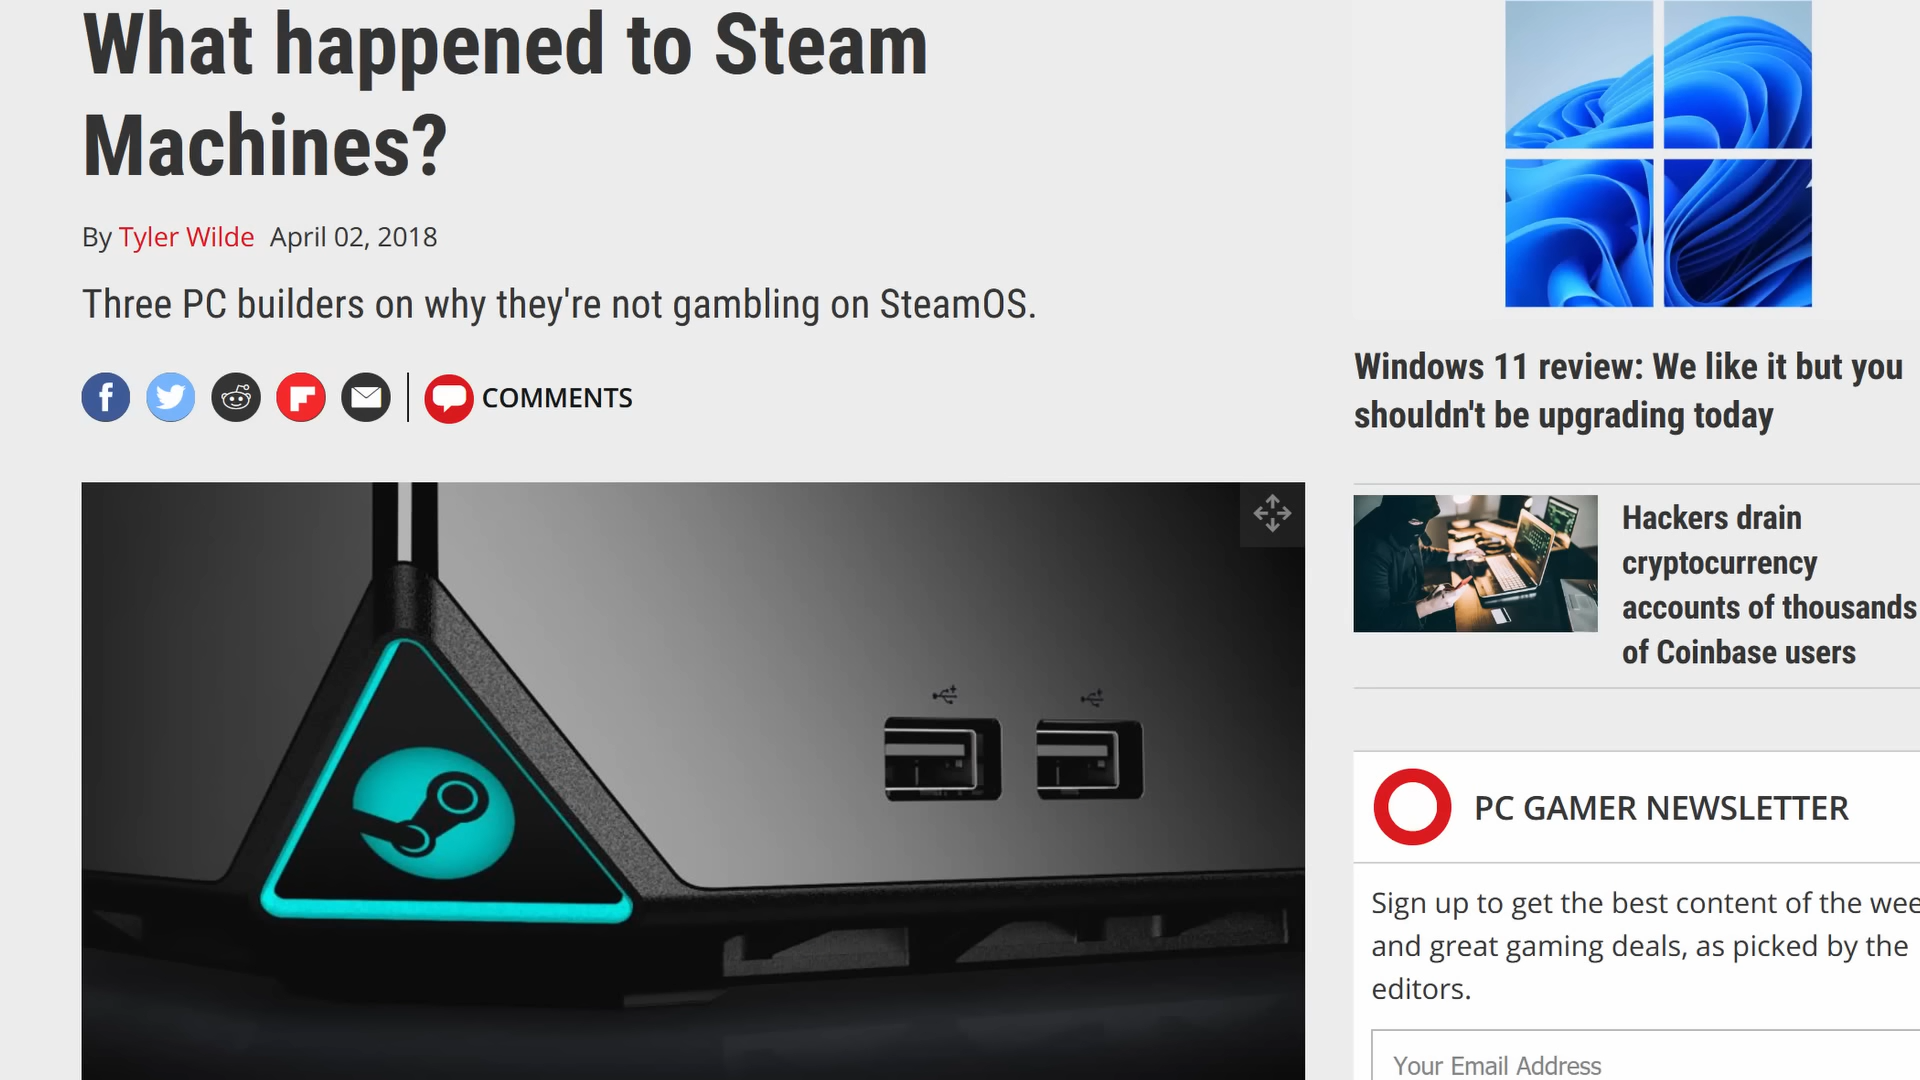 What happened to Steam
Machines?
By Tyler Wilde April 02, 2018
Three PC builders on why they're not gambling on SteamOS.
COMMENTS
Windows 11 review: We like it but you
shouldn't be upgrading today
Hackers drain
cryptocurrency
accounts of thousands
of Coinbase users
PC GAMER NEWSLETTER
Sign up to get the best content of the wee
and great gaming deals, as picked by the
editors.
Your Email Address